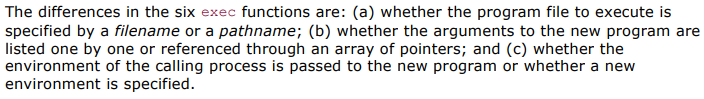 The differences in the six exec functions are: (a) whether the program file to execute is
specified by a filename or a pathname; (b) whether the arguments to the new program are
listed one by one or referenced through an array of pointers; and (c) whether the
environment of the calling process is passed to the new program or whether a new
environment is specified.